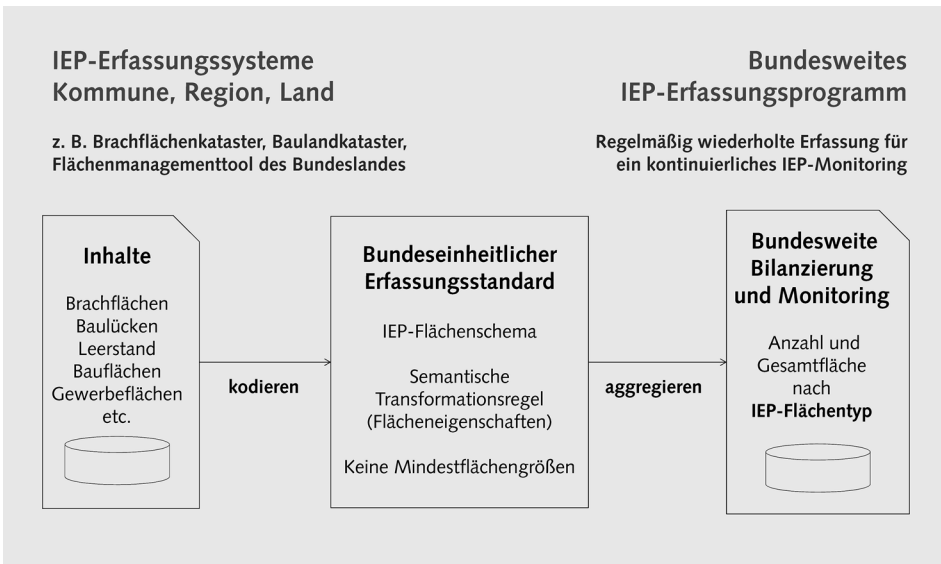 IEP-Erfassungssysteme
Kommune, Region, Land
z. B. Brachflächenkataster, Baulandkataster,
Flächenmanagementtool des Bundeslandes
Bundesweites
IEP-Erfassungsprogramm
Regelmäßig wiederholte Erfassung für
ein kontinuierliches IEP-Monitoring
Inhalte
Brachflächen
Baulücken
Leerstand
Bauflächen
Gewerbeflächen
etc.
kodieren
Bundeseinheitlicher
Erfassungsstandard
IEP-Flächenschema
Semantische
Transformationsregel
(Flächeneigenschaften)
Keine Mindestflächengrößen
aggregieren
Bundesweite
Bilanzierung
und Monitoring
Anzahl und
Gesamtfläche
nach
IEP-Flächentyp